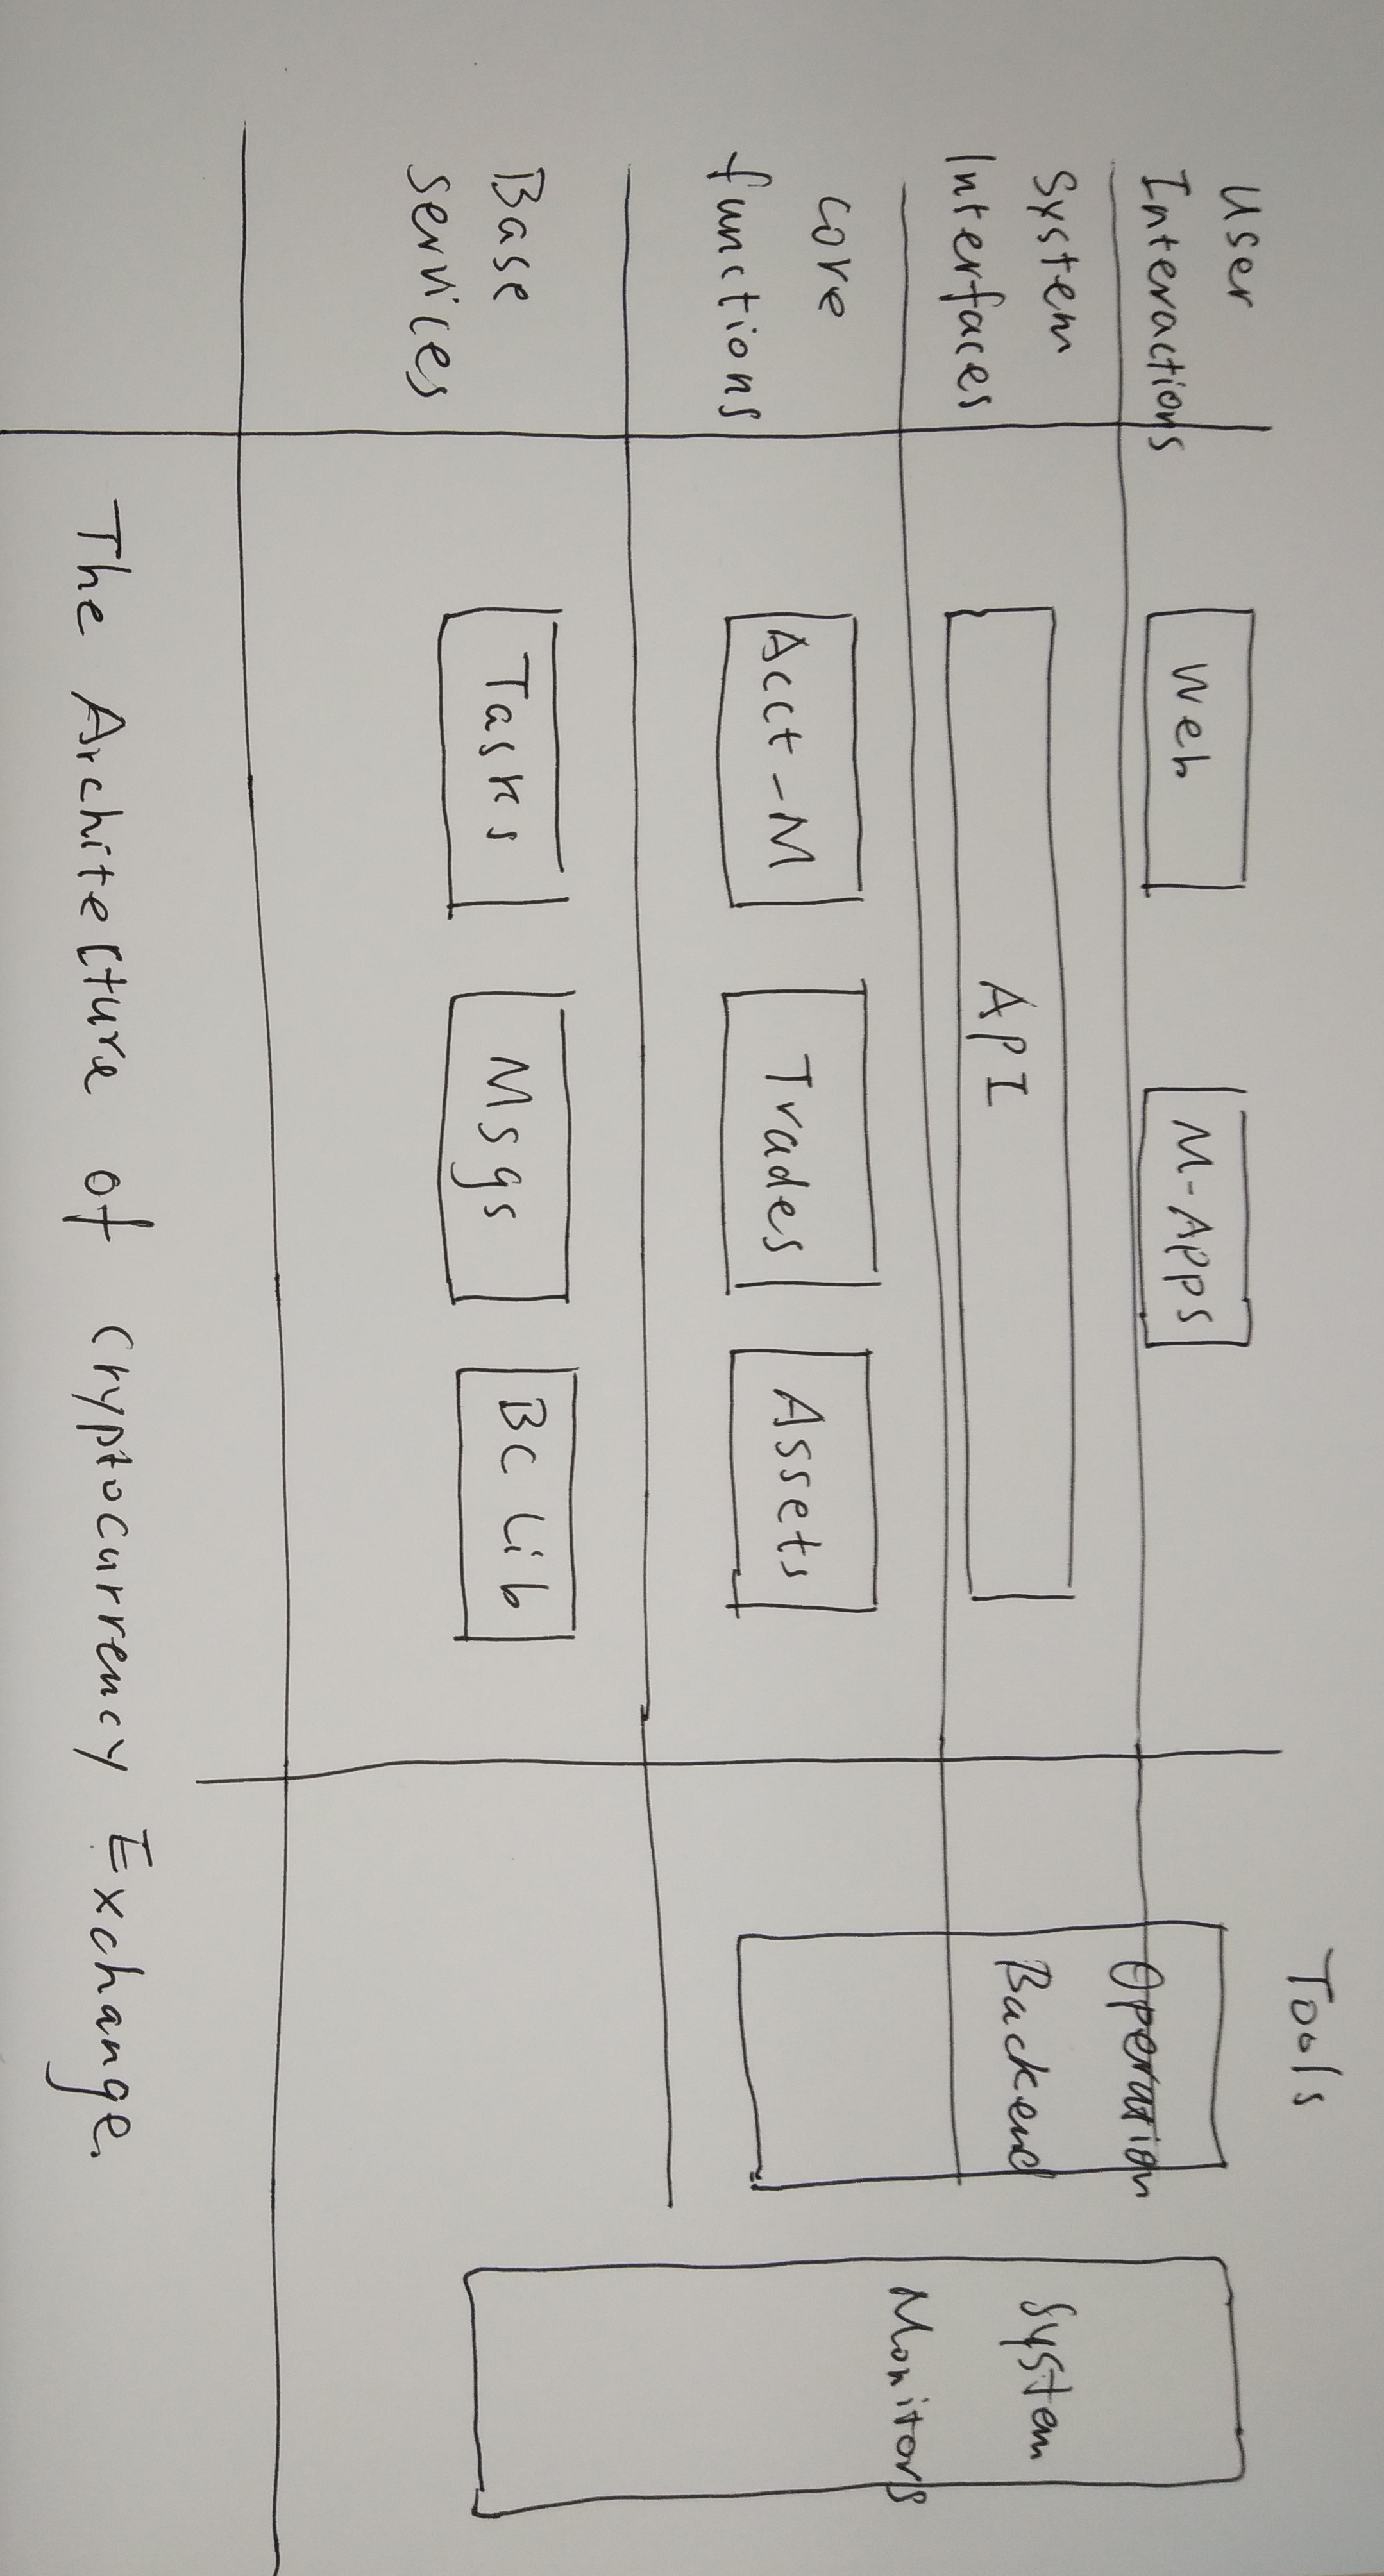 Tools
User
Interactions
Web
M-Apps
Operation
Backend
System
Monitors
System
Interfaces
API
core
functions
Acct-M
Trades
Assets
Base
services
Tasks
Msgs
BC Lib
The Architecture of Cryptocurrency Exchange.